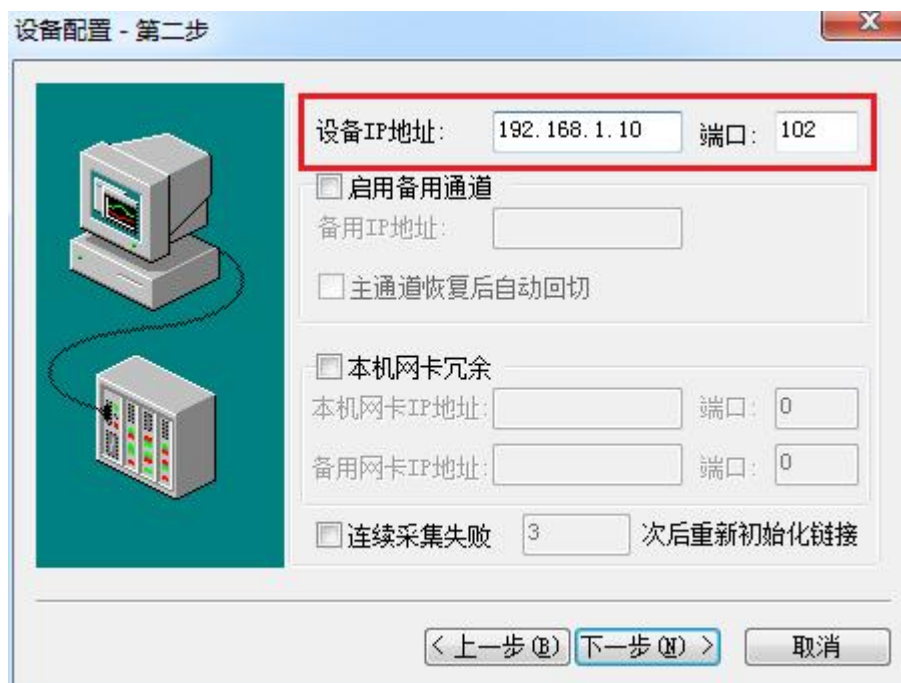 设备配置 - 第二步
设备IP地址: 192.168.1.10 端口: 102
启用备用通道
备用IP地址:
主通道恢复后自动回切
本机网卡冗余
本机网卡IP地址: 端口: 0
备用网卡IP地址: 端口: 0
连续采集失败 3 次后重新初始化链接
< 上一步(B) 下一步(N) > 取消